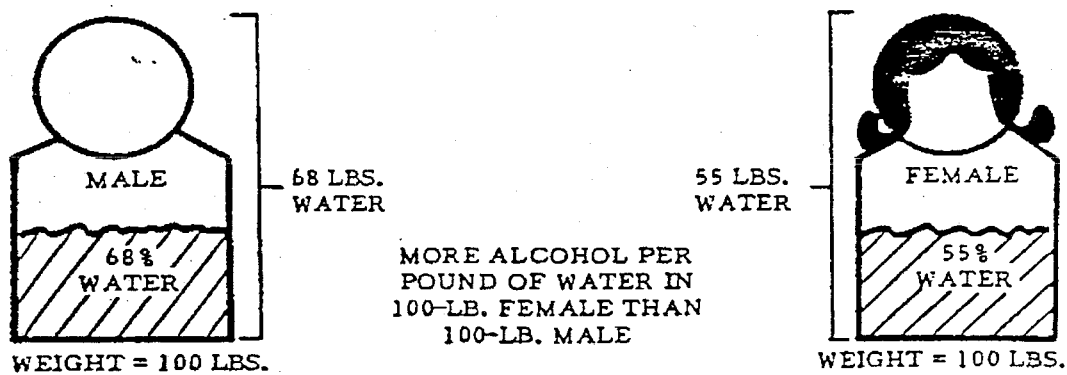 MALE
68%
WATER
WEIGHT = 100 LBS.
68 LBS.
WATER
MORE ALCOHOL PER
POUND OF WATER IN
100-LB. FEMALE THAN
100-LB. MALE
55 LBS.
WATER
FEMALE
55%
WATER
WEIGHT = 100 LBS.